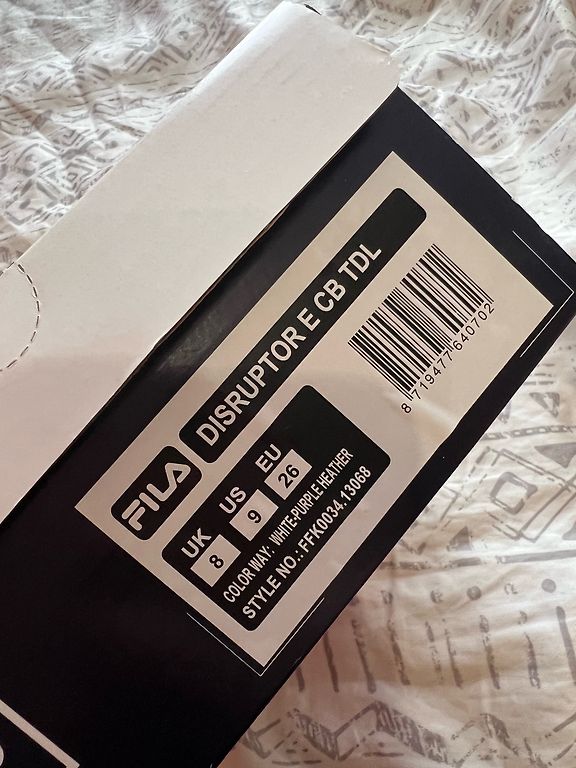 FILA
DISRUPTOR E CB TDL
8 719477 640702
UK US EU
8 9 26
COLOR WAY: WHITE-PURPLE HEATHER
STYLE NO.: FFK0034.13068